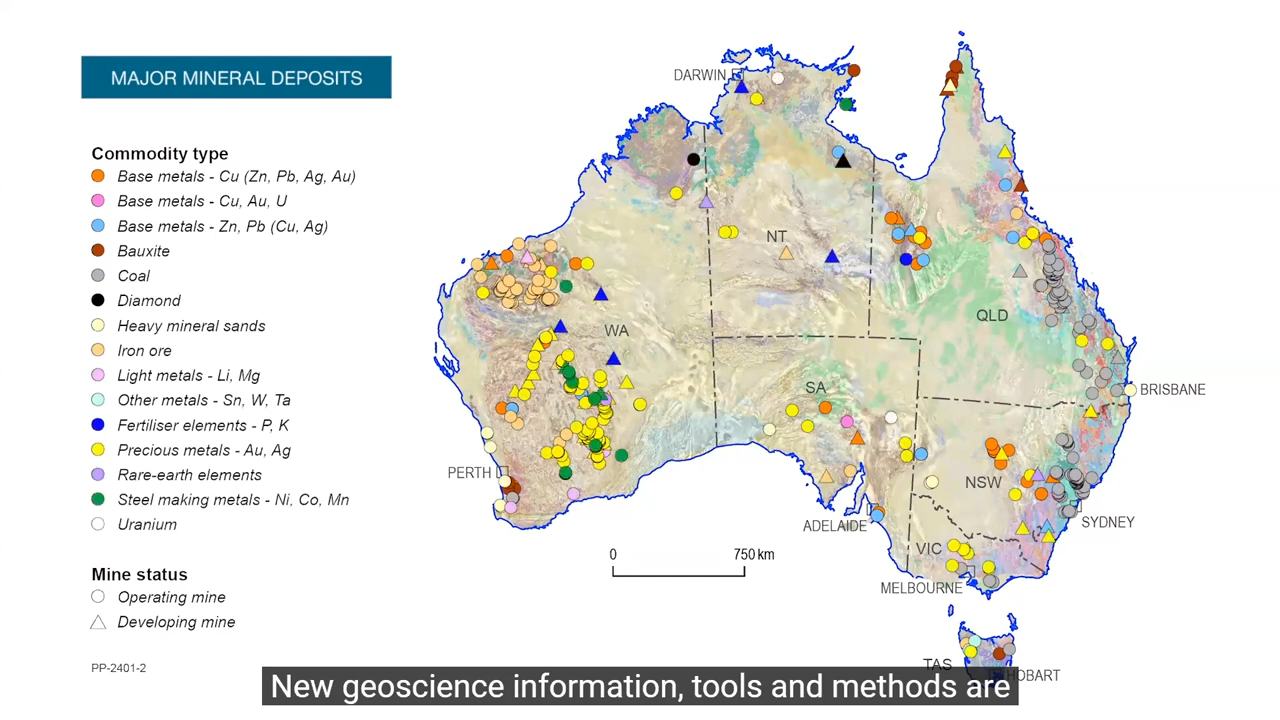 MAJOR MINERAL DEPOSITS
Commodity type
Base metals - Cu (Zn, Pb, Ag, Au)
Base metals - Cu, Au, U
Base metals - Zn, Pb (Cu, Ag)
Bauxite
Coal
Diamond
Heavy mineral sands
Iron ore
Light metals - Li, Mg
Other metals - Sn, W, Ta
Fertiliser elements - P, K
Precious metals - Au, Ag
Rare-earth elements
Steel making metals - Ni, Co, Mn
Uranium
Mine status
Operating mine
Developing mine
PP-2401-2
DARWIN
NT
QLD
WA
SA
BRISBANE
PERTH
NSW
ADELAIDE
SYDNEY
VIC
MELBOURNE
TAS
HOBART
0 750 km
New geoscience information, tools and methods are